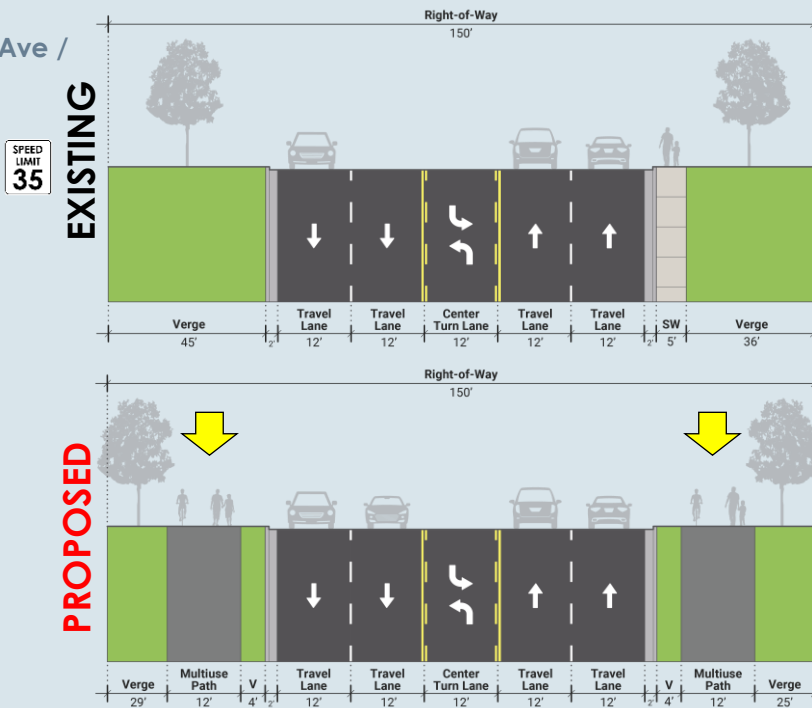 Ave /
SPEED
LIMIT
35
EXISTING
Right-of-Way
150'
Verge
45'
2'
Travel
Lane
12'
Travel
Lane
12'
Center
Turn Lane
12'
Travel
Lane
12'
Travel
Lane
12'
2'
SW
5'
Verge
36'
PROPOSED
Right-of-Way
150'
Verge
29'
Multiuse
Path
12'
V
4'
2'
Travel
Lane
12'
Travel
Lane
12'
Center
Turn Lane
12'
Travel
Lane
12'
Travel
Lane
12'
2'
V
4'
Multiuse
Path
12'
Verge
25'